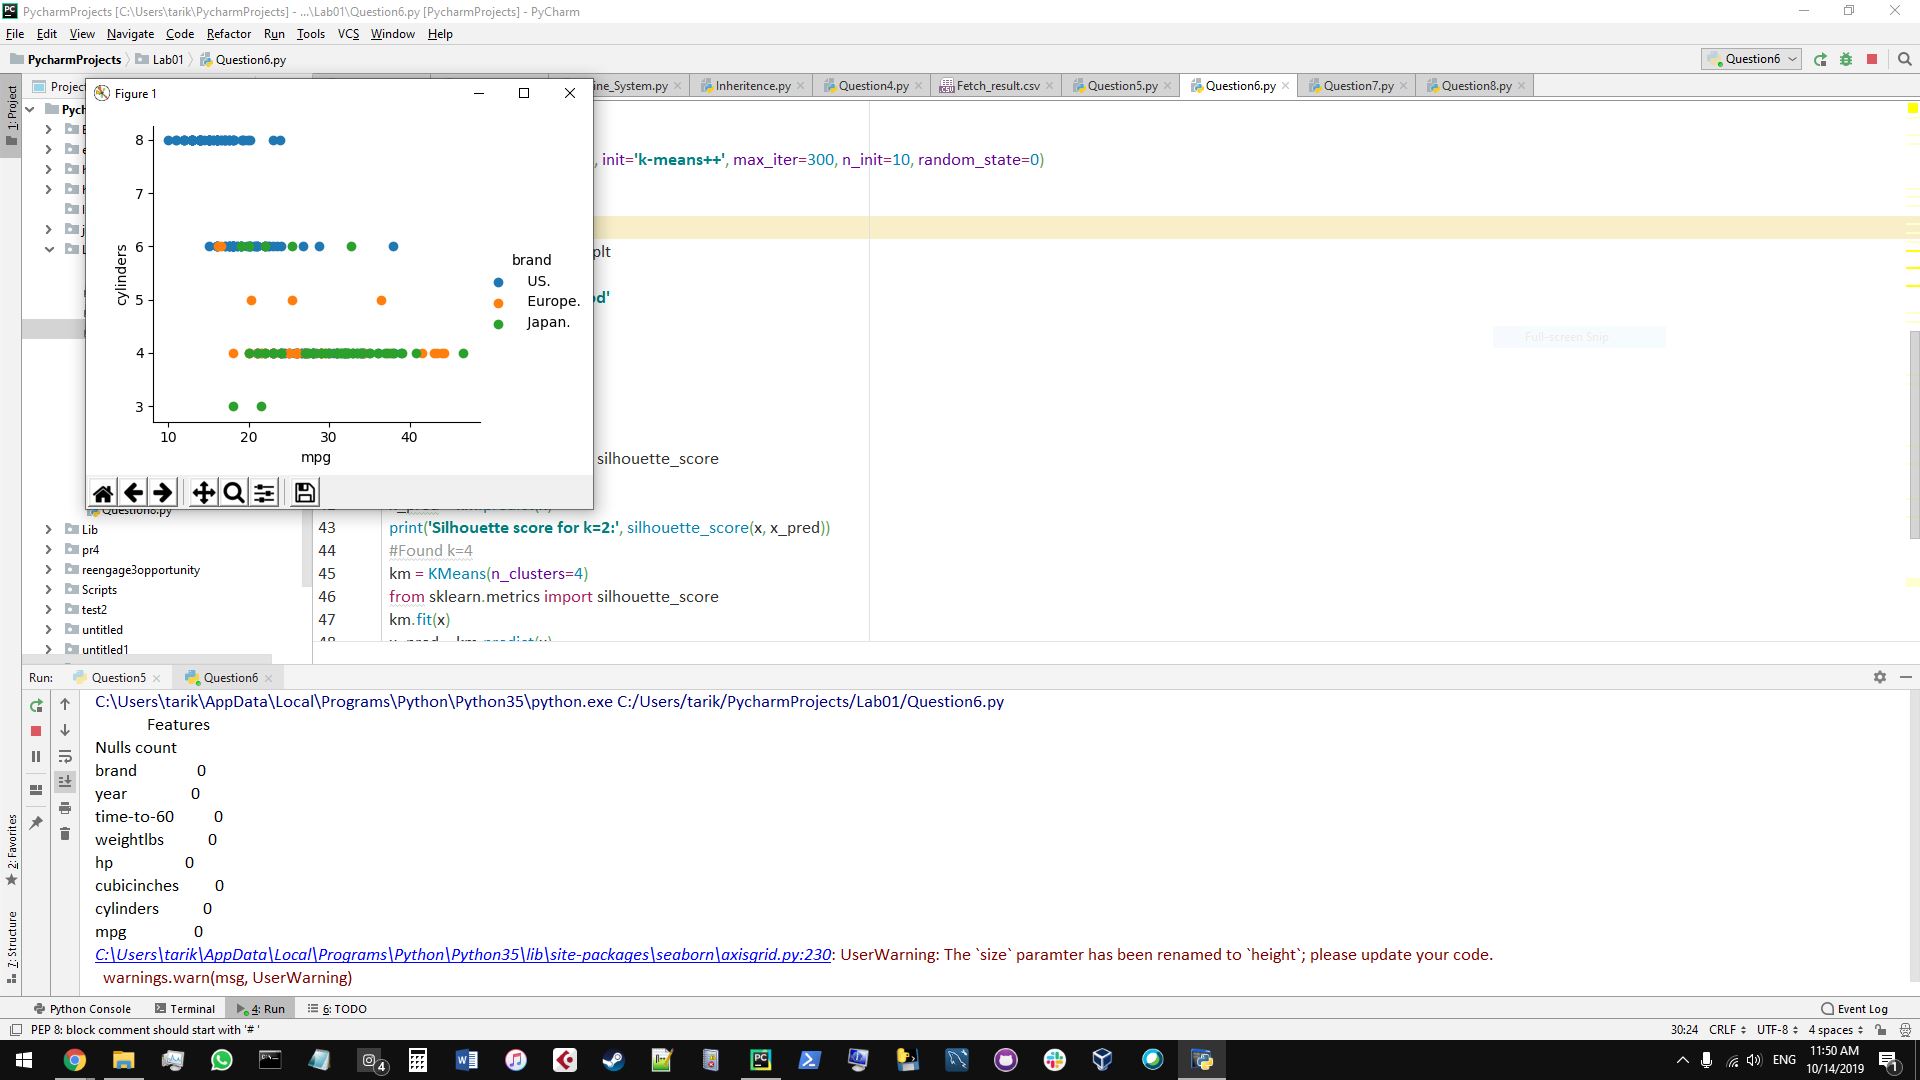 PycharmProjects [C:\Users\tarik\PycharmProjects] - ...\Lab01\Question6.py [PycharmProjects] - PyCharm
File Edit View Navigate Code Refactor Run Tools VCS Window Help
PycharmProjects Lab01 Question6.py
Question6
1: Project
Project
ine_System.py Inheritence.py Question4.py Fetch_result.csv Question5.py Question6.py Question7.py Question8.py
Figure 1
8
7
6
5
4
3
cylinders
10 20 30 40
mpg
brand
US.
Europe.
Japan.
, init='k-means++', max_iter=300, n_init=10, random_state=0)
plt
od'
Full-screen Snip
silhouette_score
43 print('Silhouette score for k=2:', silhouette_score(x, x_pred))
44 #Found k=4
45 km = KMeans(n_clusters=4)
46 from sklearn.metrics import silhouette_score
47 km.fit(x)
Pych
Lib
pr4
reengage3opportunity
Scripts
test2
untitled
untitled1
Run: Question5 Question6
C:\Users\tarik\AppData\Local\Programs\Python\Python35\python.exe C:/Users/tarik/PycharmProjects/Lab01/Question6.py
Features
Nulls count
brand 0
year 0
time-to-60 0
weightlbs 0
hp 0
cubicinches 0
cylinders 0
mpg 0
C:\Users\tarik\AppData\Local\Programs\Python\Python35\lib\site-packages\seaborn\axisgrid.py:230: UserWarning: The `size` paramter has been renamed to `height`; please update your code.
warnings.warn(msg, UserWarning)
2: Favorites
7: Structure
Python Console Terminal 4: Run 6: TODO Event Log
PEP 8: block comment should start with '# ' 30:24 CRLF UTF-8 4 spaces
4
ENG
11:50 AM
10/14/2019
1